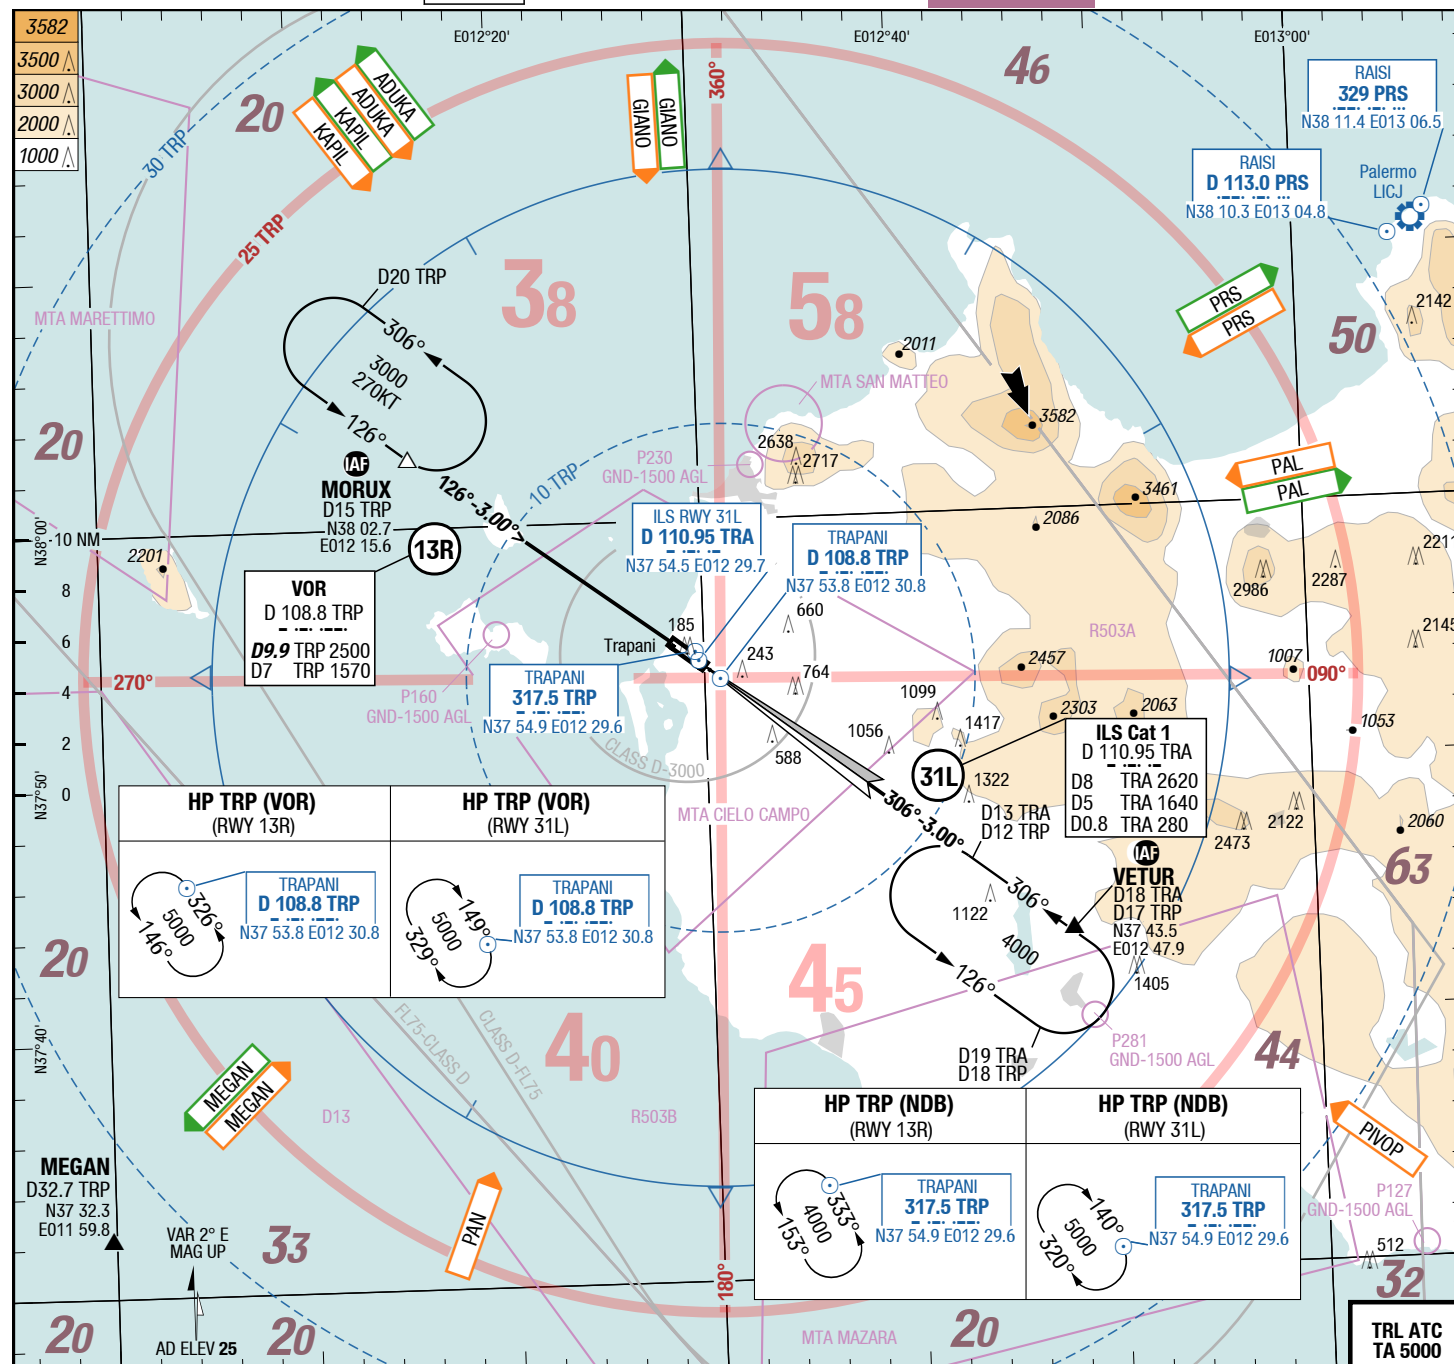 3582
3500
3000
2000
1000
E012°20'
E012°40'
E013°00'
20
46
ADUKA
ADUKA
KAPIL
KAPIL
GIANO
GIANO
360°
30 TRP
25 TRP
RAISI
329 PRS
N38 11.4 E013 06.5
RAISI
D 113.0 PRS
N38 10.3 E013 04.8
Palermo
LICJ
D20 TRP
38
58
PRS
PRS
50
2142
MTA MARETTIMO
306°
3000
270KT
126°
2011
MTA SAN MATTEO
3582
20
IAF
MORUX
D15 TRP
N38 02.7
E012 15.6
126°-3.00°>
P230
GND-1500 AGL
10 TRP
2638
2717
PAL
PAL
3461
2086
N38°00'
10 NM
8
6
4
2
0
N37°50'
2201
13R
VOR
D 108.8 TRP
D9.9 TRP 2500
D7 TRP 1570
ILS RWY 31L
D 110.95 TRA
N37 54.5 E012 29.7
TRAPANI
D 108.8 TRP
N37 53.8 E012 30.8
2211
2986
2287
2145
660
185
Trapani
243
764
R503A
2457
1007
270°
090°
P160
GND-1500 AGL
TRAPANI
317.5 TRP
N37 54.9 E012 29.6
1099
2303
2063
1053
1056
1417
588
CLASS D-3000
31L
1322
ILS Cat 1
D 110.95 TRA
D8 TRA 2620
D5 TRA 1640
D0.8 TRA 280
MTA CIELO CAMPO
306°-3.00°
D13 TRA
D12 TRP
2473
2122
2060
63
HP TRP (VOR)
(RWY 13R)
326°
5000
146°
TRAPANI
D 108.8 TRP
N37 53.8 E012 30.8
HP TRP (VOR)
(RWY 31L)
149°
5000
329°
TRAPANI
D 108.8 TRP
N37 53.8 E012 30.8
IAF
VETUR
D18 TRA
D17 TRP
N37 43.5
E012 47.9
306°
4000
126°
1122
1405
20
45
40
FL75-CLASS D
CLASS D-FL75
D19 TRA
D18 TRP
P281
GND-1500 AGL
44
N37°40'
MEGAN
MEGAN
D13
R503B
PIVOP
HP TRP (NDB)
(RWY 13R)
333°
4000
153°
TRAPANI
317.5 TRP
N37 54.9 E012 29.6
HP TRP (NDB)
(RWY 31L)
140°
5000
320°
TRAPANI
317.5 TRP
N37 54.9 E012 29.6
MEGAN
D32.7 TRP
N37 32.3
E011 59.8
VAR 2° E
MAG UP
33
PAN
180°
P127
GND-1500 AGL
512
32
20
AD ELEV 25
20
MTA MAZARA
20
TRL ATC
TA 5000